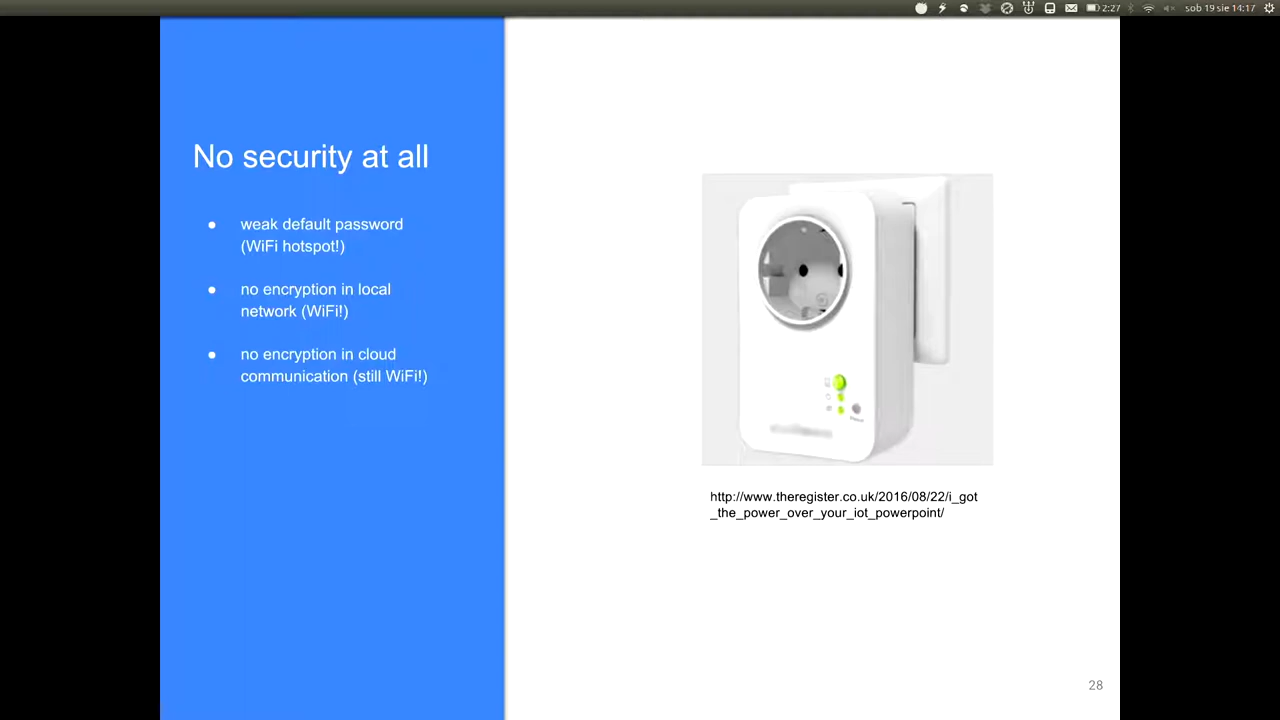 2:27 sob 19 sie 14:17
No security at all
● weak default password
(WiFi hotspot!)
● no encryption in local
network (WiFi!)
● no encryption in cloud
communication (still WiFi!)
http://www.theregister.co.uk/2016/08/22/i_got
_the_power_over_your_iot_powerpoint/
28